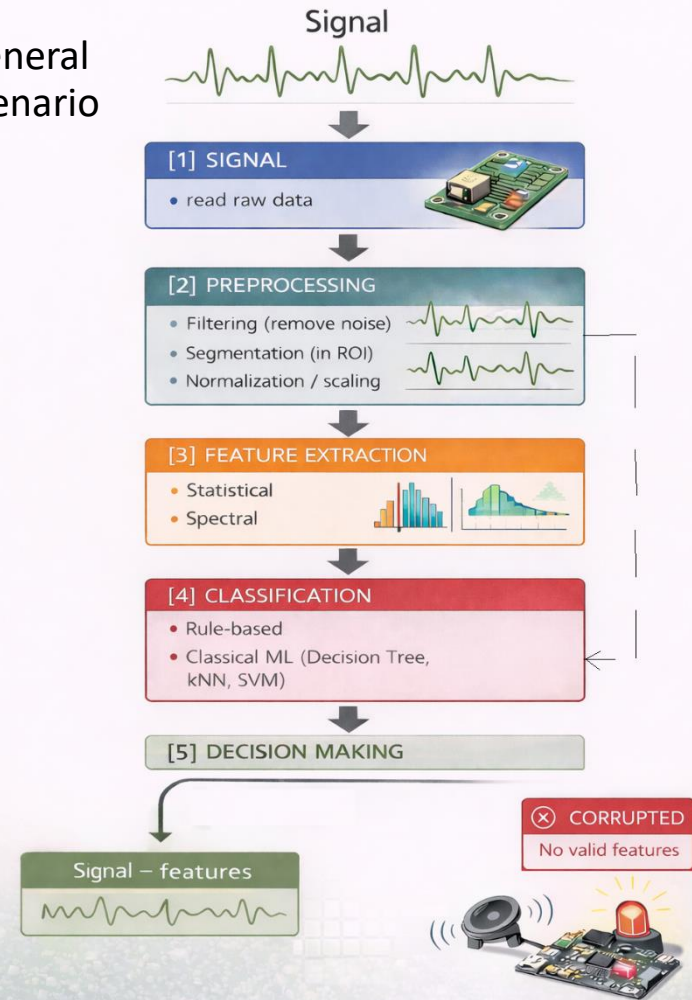 Signal
eneral
enario
[1] SIGNAL
• read raw data
[2] PREPROCESSING
• Filtering (remove noise)
• Segmentation (in ROI)
• Normalization / scaling
[3] FEATURE EXTRACTION
• Statistical
• Spectral
[4] CLASSIFICATION
• Rule-based
• Classical ML (Decision Tree,
kNN, SVM)
[5] DECISION MAKING
CORRUPTED
No valid features
Signal – features